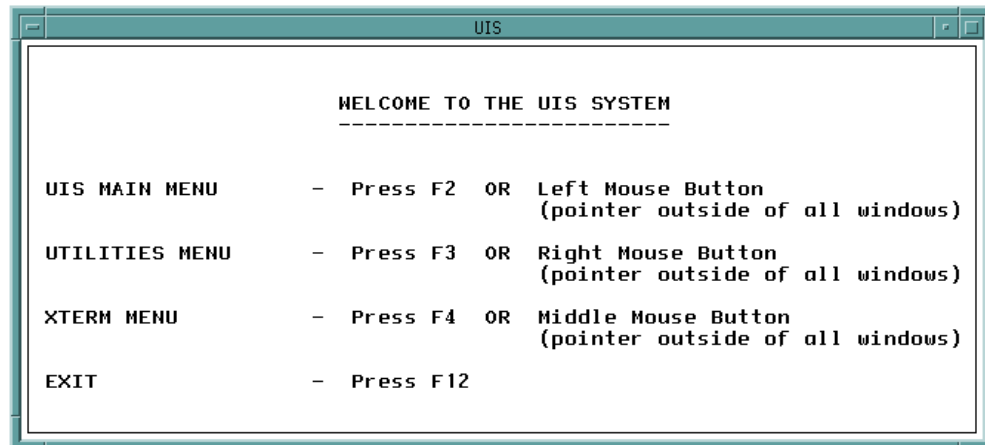 UIS
WELCOME TO THE UIS SYSTEM
-------------------------
UIS MAIN MENU - Press F2 OR Left Mouse Button
(pointer outside of all windows)
UTILITIES MENU - Press F3 OR Right Mouse Button
(pointer outside of all windows)
XTERM MENU - Press F4 OR Middle Mouse Button
(pointer outside of all windows)
EXIT - Press F12